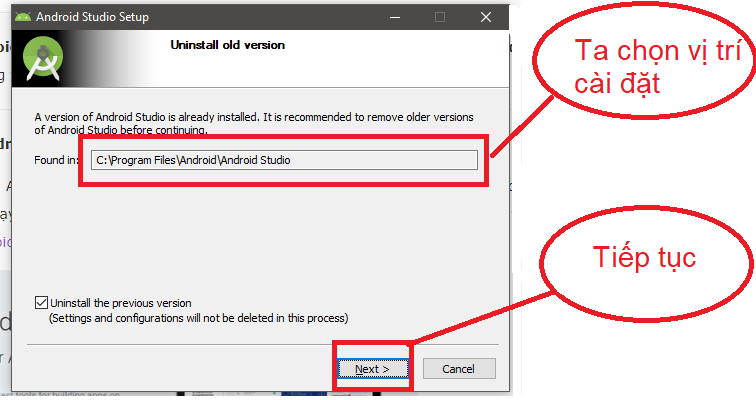 Android Studio Setup
Uninstall old version
Ta chọn vị trí
cài đặt
A version of Android Studio is already installed. It is recommended to remove older versions
of Android Studio before continuing.
Found in:
C:\Program Files\Android\Android Studio
Tiếp tục
Uninstall the previous version
(Settings and configurations will not be deleted in this process)
Next >
Cancel